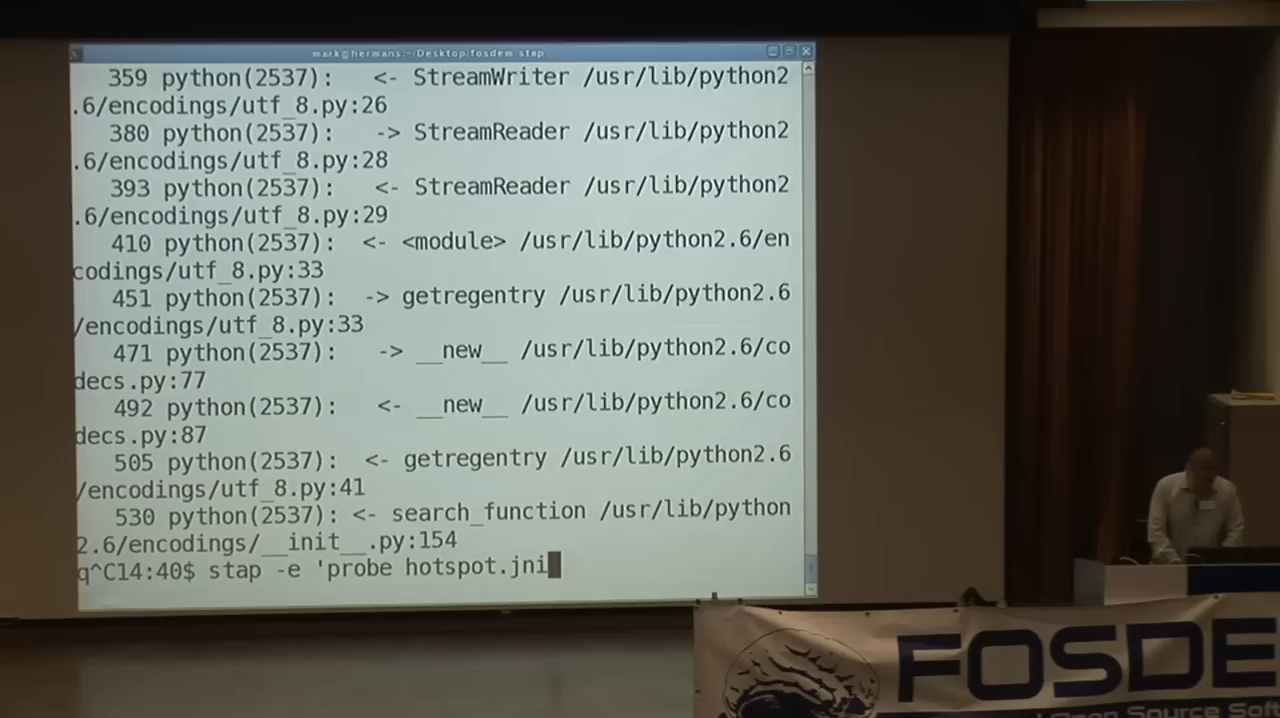 mark@hermans:~/Desktop/fosdem-stap
359 python(2537):   <- StreamWriter /usr/lib/python2
.6/encodings/utf_8.py:26
380 python(2537):   -> StreamReader /usr/lib/python2
.6/encodings/utf_8.py:28
393 python(2537):   <- StreamReader /usr/lib/python2
.6/encodings/utf_8.py:29
410 python(2537):  <- <module> /usr/lib/python2.6/en
codings/utf_8.py:33
451 python(2537):  -> getregentry /usr/lib/python2.6
/encodings/utf_8.py:33
471 python(2537):   -> __new__ /usr/lib/python2.6/co
decs.py:77
492 python(2537):   <- __new__ /usr/lib/python2.6/co
decs.py:87
505 python(2537):  <- getregentry /usr/lib/python2.6
/encodings/utf_8.py:41
530 python(2537): <- search_function /usr/lib/python
2.6/encodings/__init__.py:154
q^C14:40$ stap -e 'probe hotspot.jni
FOSDE
Open Source Soft